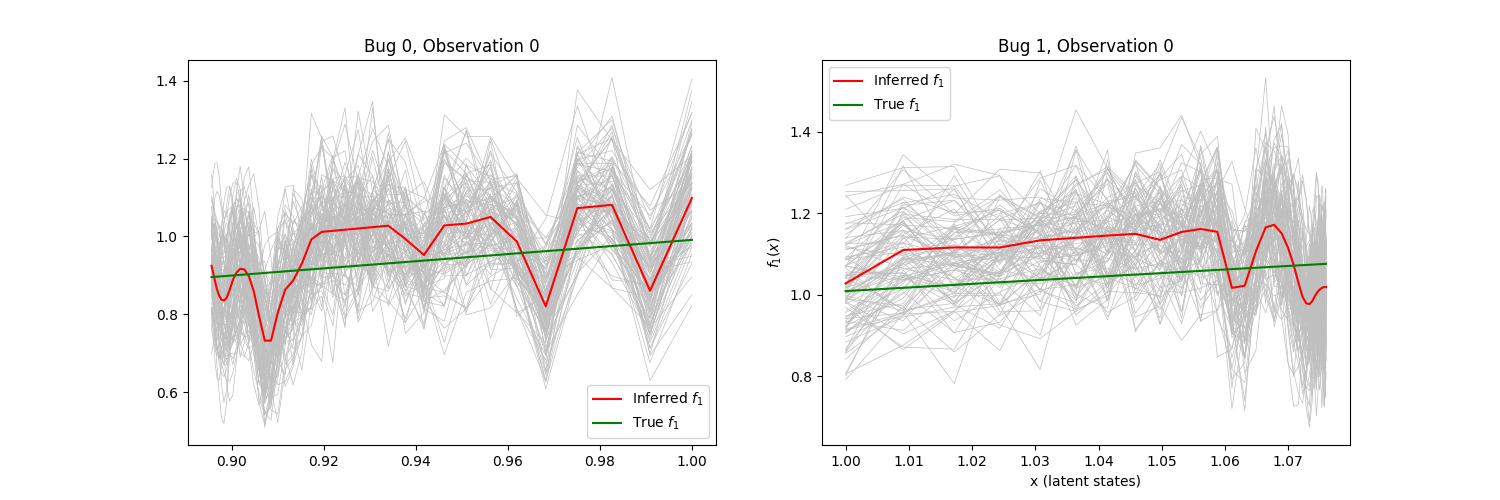 Bug 0, Observation 0
1.4
1.2
1.0
0.8
0.6
Inferred f₁
True f₁
0.90 0.92 0.94 0.96 0.98 1.00
Bug 1, Observation 0
Inferred f₁
True f₁
f₁(x)
1.4
1.2
1.0
0.8
1.00 1.01 1.02 1.03 1.04 1.05 1.06 1.07
x (latent states)